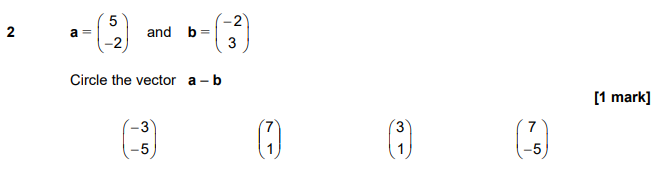 2 a = ( 5 -2 ) and b = ( -2 3 )
Circle the vector a – b
[1 mark]
( -3 -5 ) ( 7 1 ) ( 3 1 ) ( 7 -5 )